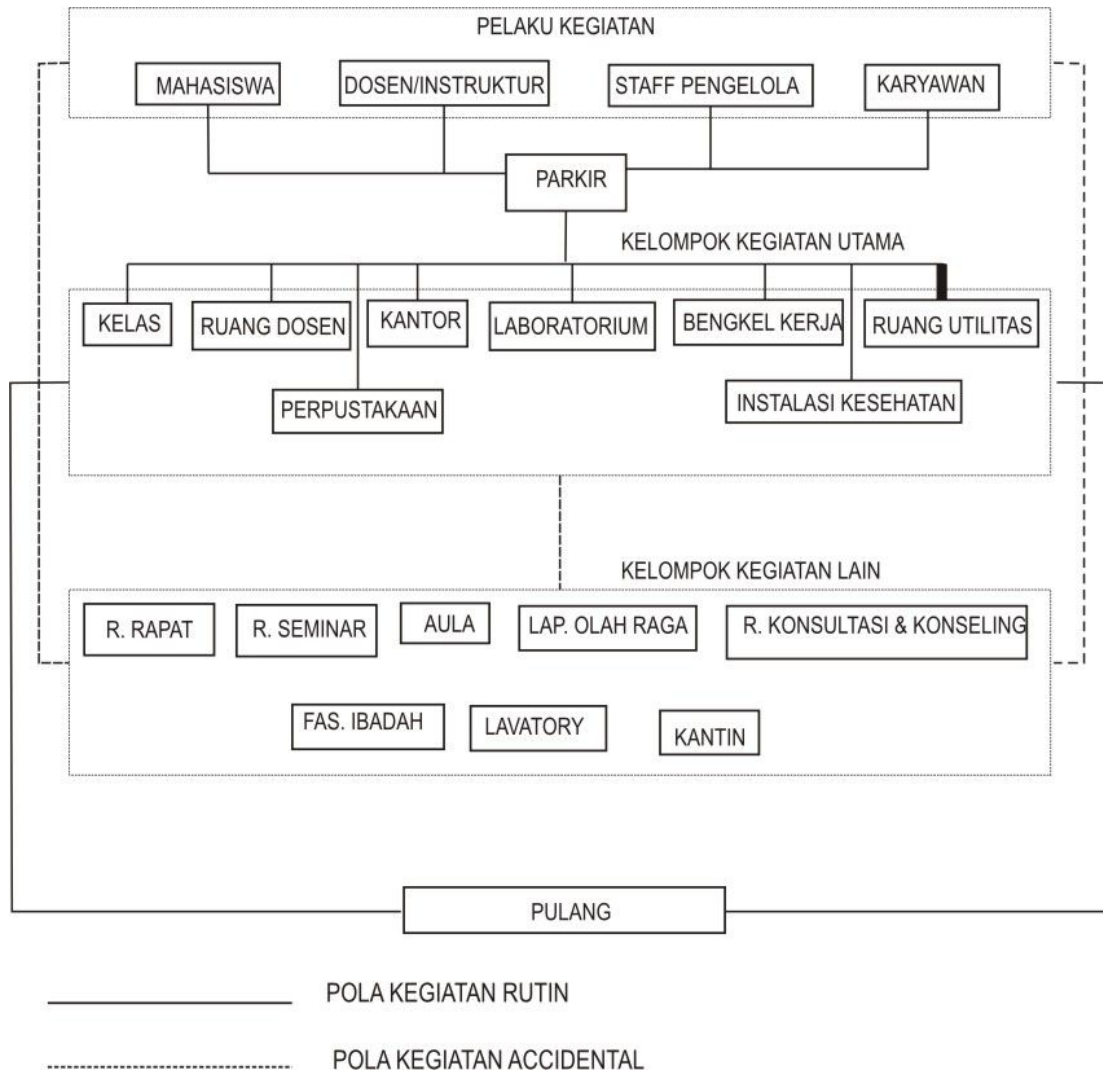 PELAKU KEGIATAN
MAHASISWA
DOSEN/INSTRUKTUR
STAFF PENGELOLA
KARYAWAN
PARKIR
KELOMPOK KEGIATAN UTAMA
KELAS
RUANG DOSEN
KANTOR
LABORATORIUM
BENGKEL KERJA
RUANG UTILITAS
PERPUSTAKAAN
INSTALASI KESEHATAN
KELOMPOK KEGIATAN LAIN
R. RAPAT
R. SEMINAR
AULA
LAP. OLAH RAGA
R. KONSULTASI & KONSELING
FAS. IBADAH
LAVATORY
KANTIN
PULANG
POLA KEGIATAN RUTIN
POLA KEGIATAN ACCIDENTAL